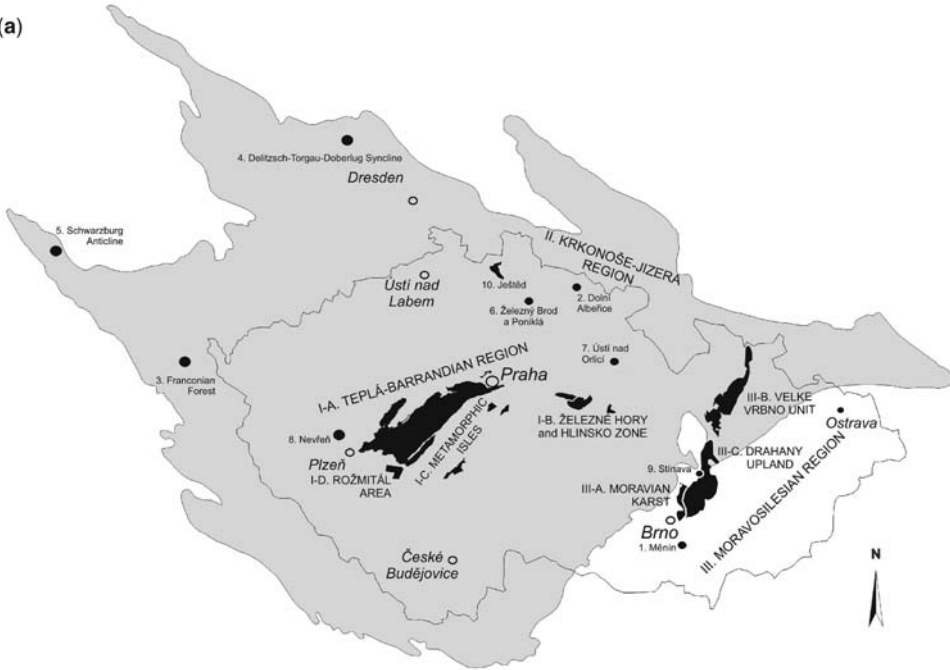 (a)
4. Delitzsch-Torgau-Doberlug Syncline
Dresden
5. Schwarzburg
Anticline
II. KRKONOŠE-JIZERA
REGION
Ústí nad
Labem
10. Ještěd
2. Dolní
Albeřice
6. Železný Brod
a Poniklá
3. Franconian
Forest
7. Ústí nad
Orlicí
I-A. TEPLÁ-BARRANDIAN REGION
Praha
III-B. VELKE
VRBNO UNIT
I-B. ŽELEZNÉ HORY
and HLINSKO ZONE
Ostrava
8. Nevřeň
Plzeň
I-C. METAMORPHIC
ISLES
I-D. ROŽMITÁL
AREA
III-C. DRAHANY
UPLAND
9. Stínava
III-A. MORAVIAN
KARST
III. MORAVOSILESIAN REGION
Brno
1. Měnín
České
Budějovice
N